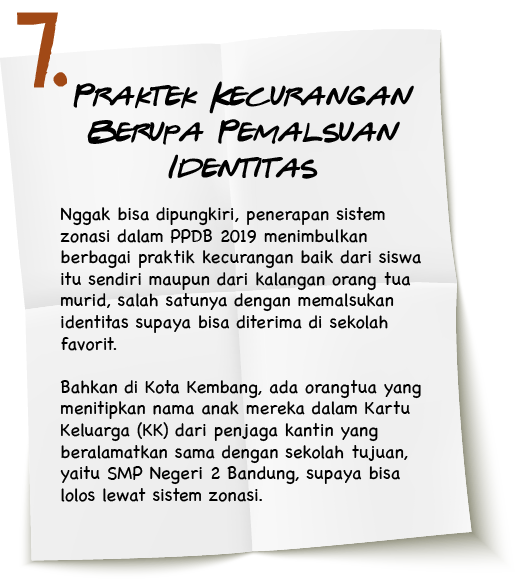 7.
PRAKTEK KECURANGAN
BERUPA PEMALSUAN
IDENTITAS
Nggak bisa dipungkiri, penerapan sistem
zonasi dalam PPDB 2019 menimbulkan
berbagai praktik kecurangan baik dari siswa
itu sendiri maupun dari kalangan orang tua
murid, salah satunya dengan memalsukan
identitas supaya bisa diterima di sekolah
favorit.
Bahkan di Kota Kembang, ada orangtua yang
menitipkan nama anak mereka dalam Kartu
Keluarga (KK) dari penjaga kantin yang
beralamatkan sama dengan sekolah tujuan,
yaitu SMP Negeri 2 Bandung, supaya bisa
lolos lewat sistem zonasi.